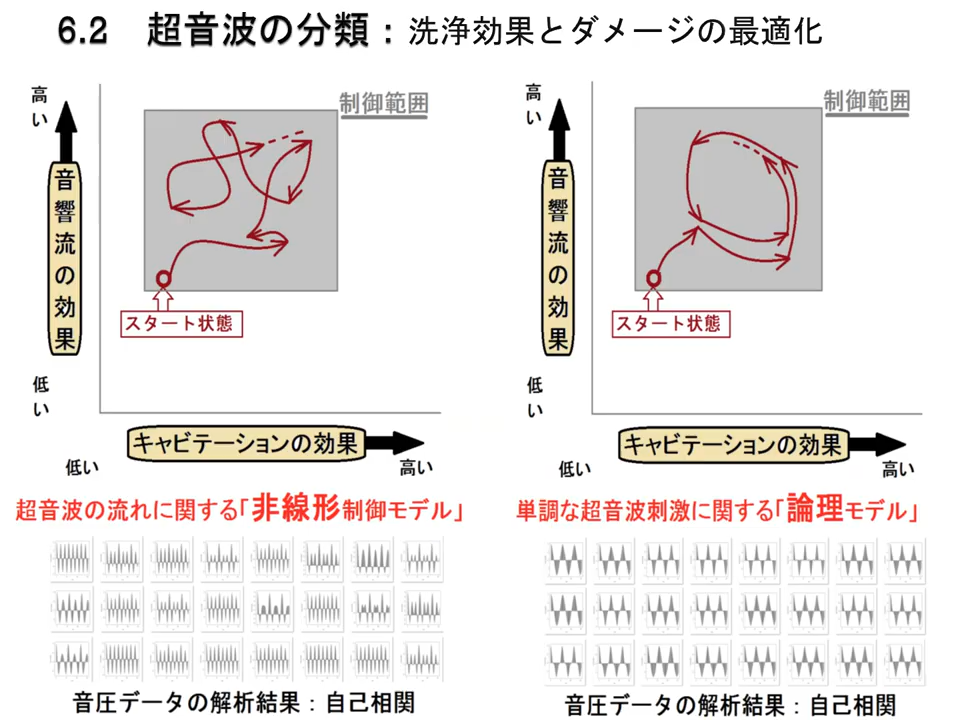 6.2 超音波の分類：洗浄効果とダメージの最適化
高い
音響流の効果
低い
制御範囲
スタート状態
キャビテーションの効果
低い
高い
超音波の流れに関する「非線形制御モデル」
音圧データの解析結果：自己相関
高い
音響流の効果
低い
制御範囲
スタート状態
キャビテーションの効果
低い
高い
単調な超音波刺激に関する「論理モデル」
音圧データの解析結果：自己相関